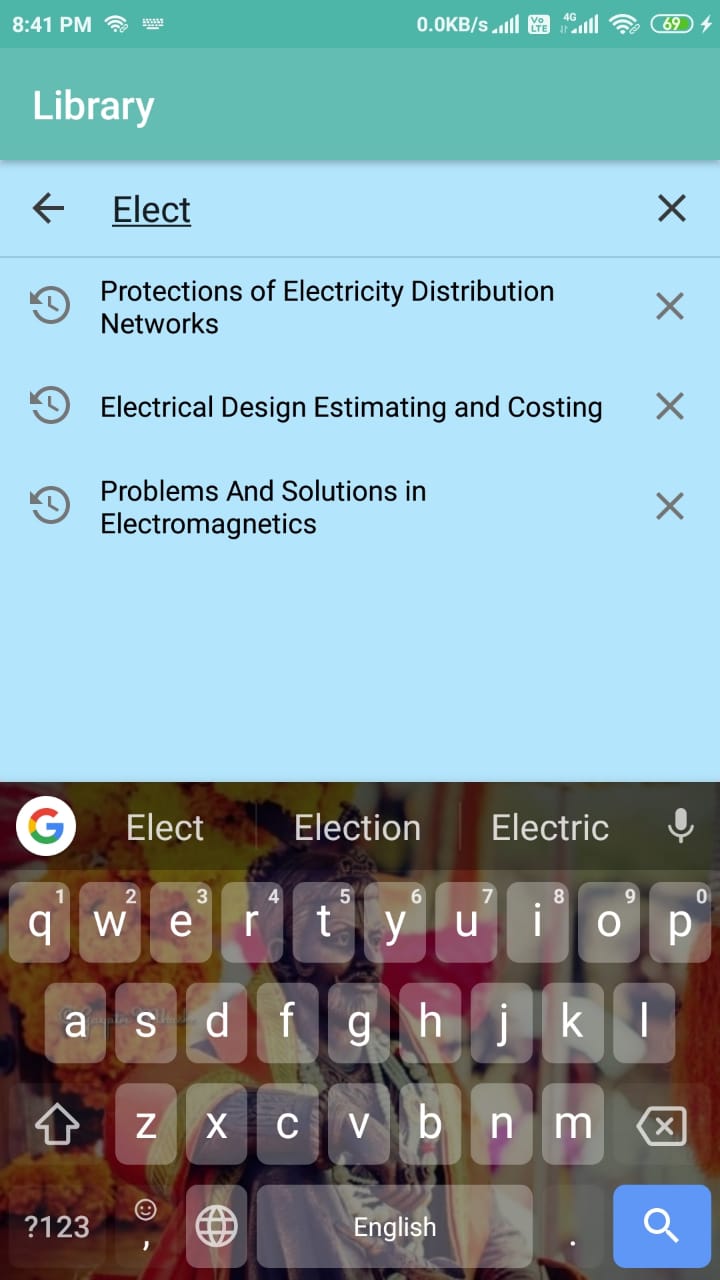 8:41 PM 0.0KB/s Vo LTE 4G 69
Library
Elect
Protections of Electricity Distribution
Networks
Electrical Design Estimating and Costing
Problems And Solutions in
Electromagnetics
Elect Election Electric
1 2 3 4 5 6 7 8 9 0
q w e r t y u i o p
a s d f g h j k l
z x c v b n m
?123 , English .